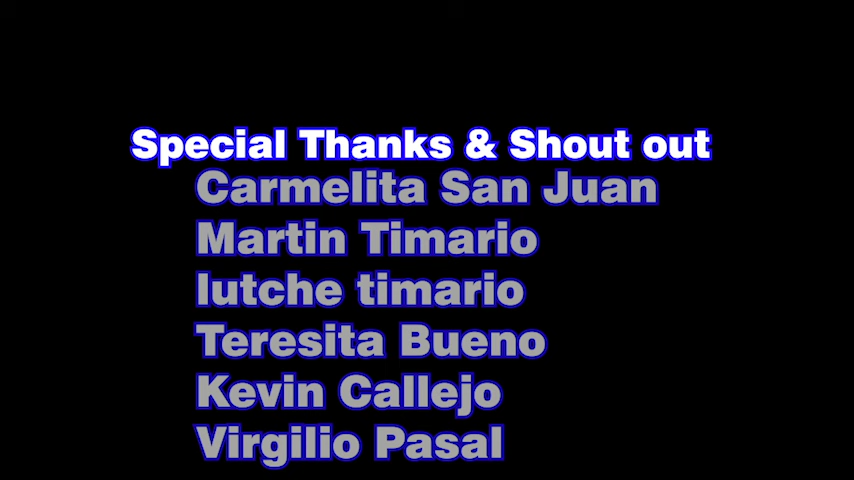 Special Thanks & Shout out
Carmelita San Juan
Martin Timario
lutche timario
Teresita Bueno
Kevin Callejo
Virgilio Pasal